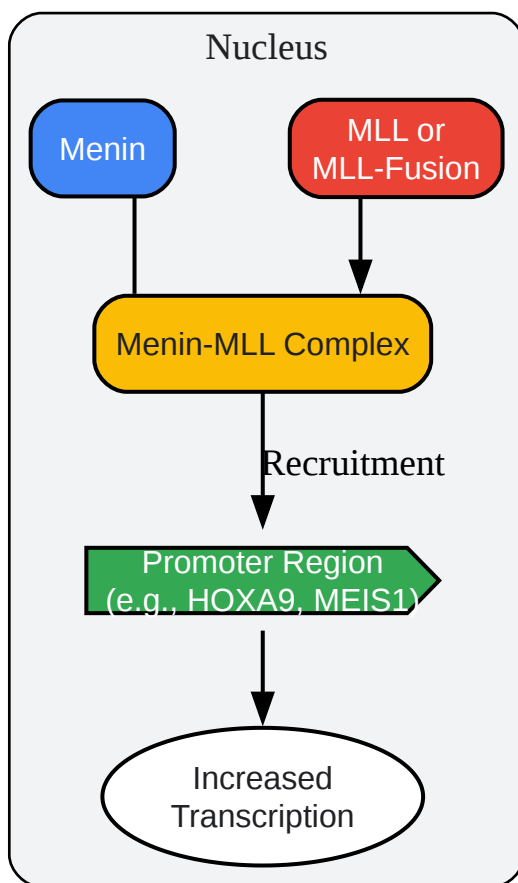 Nucleus
Menin
MLL or
MLL-Fusion
Menin-MLL Complex
Recruitment
Promoter Region
(e.g., HOXA9, MEIS1)
Increased
Transcription